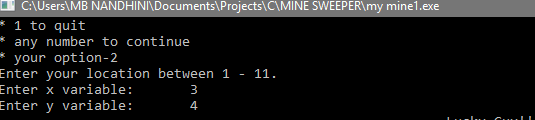 C:\Users\MB NANDHINI\Documents\Projects\C\MINE SWEEPER\my mine1.exe
* 1 to quit
* any number to continue
* your option-2
Enter your location between 1 - 11.
Enter x variable: 3
Enter y variable: 4